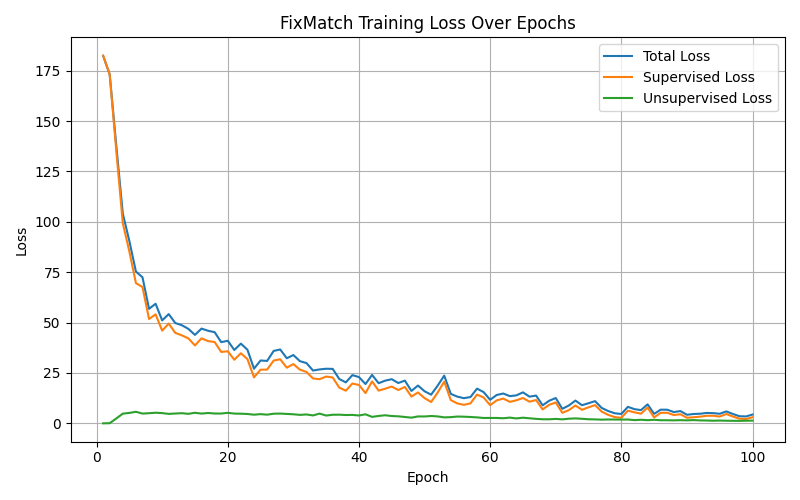 FixMatch Training Loss Over Epochs
Total Loss
Supervised Loss
Unsupervised Loss
175
150
125
100
75
50
25
0
Loss
0 20 40 60 80 100
Epoch